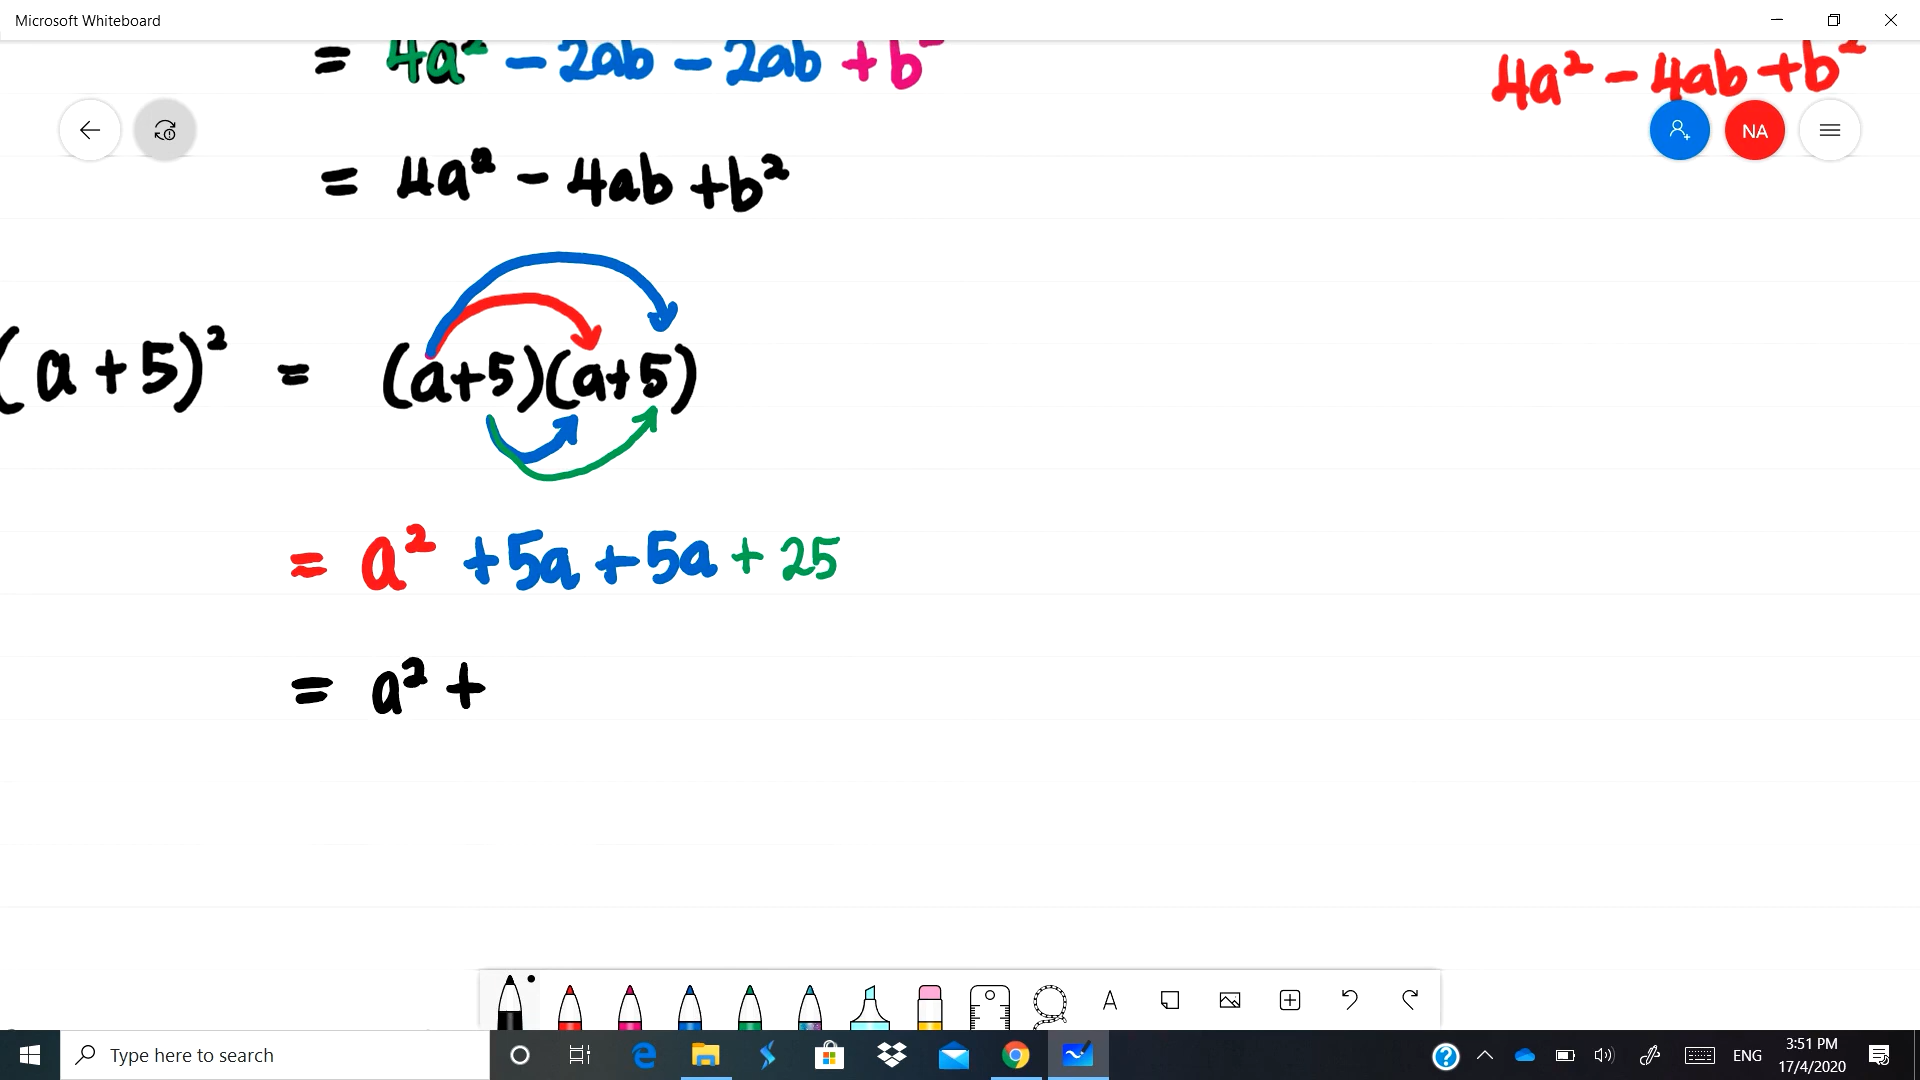 Microsoft Whiteboard
= 4a² - 2ab - 2ab + b²
4a² - 4ab + b²
NA
= 4a² - 4ab + b²
(a + 5)² = (a+5)(a+5)
= a² + 5a + 5a + 25
= a² +
A
Type here to search
ENG
3:51 PM
17/4/2020